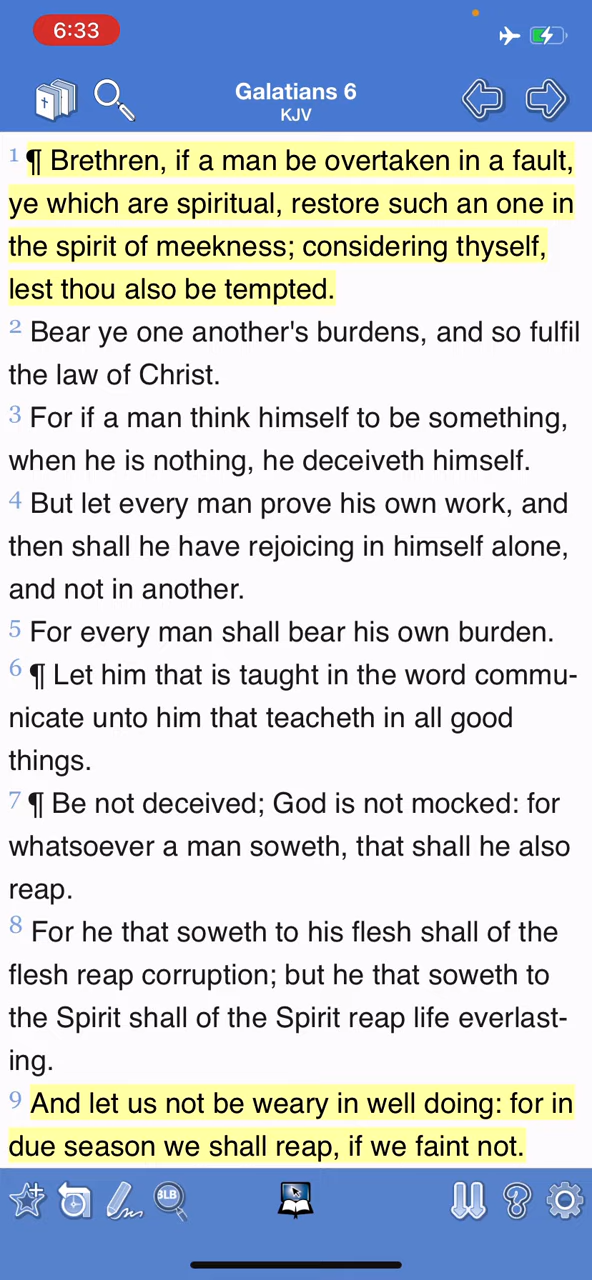 6:33
Galatians 6
KJV
1 ¶ Brethren, if a man be overtaken in a fault,
ye which are spiritual, restore such an one in
the spirit of meekness; considering thyself,
lest thou also be tempted.
2 Bear ye one another's burdens, and so fulfil
the law of Christ.
3 For if a man think himself to be something,
when he is nothing, he deceiveth himself.
4 But let every man prove his own work, and
then shall he have rejoicing in himself alone,
and not in another.
5 For every man shall bear his own burden.
6 ¶ Let him that is taught in the word commu-
nicate unto him that teacheth in all good
things.
7 ¶ Be not deceived; God is not mocked: for
whatsoever a man soweth, that shall he also
reap.
8 For he that soweth to his flesh shall of the
flesh reap corruption; but he that soweth to
the Spirit shall of the Spirit reap life everlast-
ing.
9 And let us not be weary in well doing: for in
due season we shall reap, if we faint not.
BLB